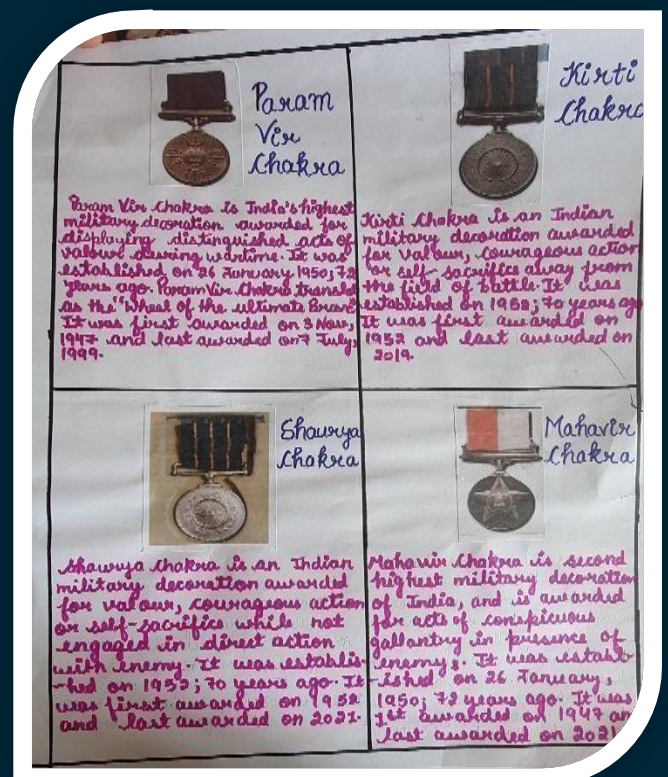 Param
Vir
Chakra
Param Vir Chakra is India's highest
military decoration awarded for
displaying distinguished acts of
valour during wartime. It was
established on 26 January 1950; 72
years ago. Param Vir Chakra translat
as the "Wheel of the ultimate Brave"
It was first awarded on 3 Nov,
1947 and last awarded on 7 July,
1999.
Kirti
Chakra
Kirti Chakra is an Indian
military decoration awarded
for valour, courageous action
or self-sacrifice away from
the field of battle. It was
established on 1952; 70 years ago
It was first awarded on
1952 and last awarded on
2019.
Shaurya
Chakra
Shaurya Chakra is an Indian
military decoration awarded
for valour, courageous action
or self-sacrifice while not
engaged in direct action
with enemy. It was establis-
-hed on 1952; 70 years ago. It
was first awarded on 1952
and last awarded on 2021.
Mahavir
Chakra
Mahavir Chakra is second
highest military decoration
of India, and is awarded
for acts of conspicuous
gallantry in presence of
enemy. It was establ-
-ished on 26 January,
1950; 72 years ago. It was
1st awarded on 1947 an
last awarded on 2021